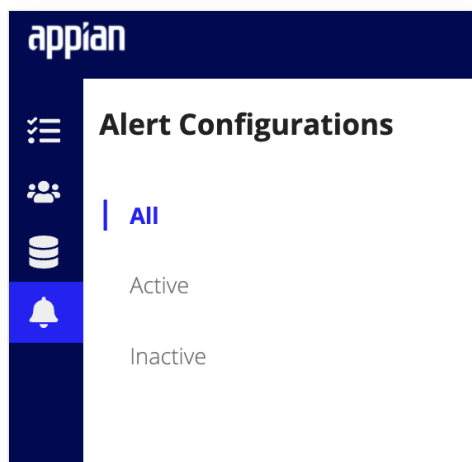 appian
Alert Configurations
All
Active
Inactive